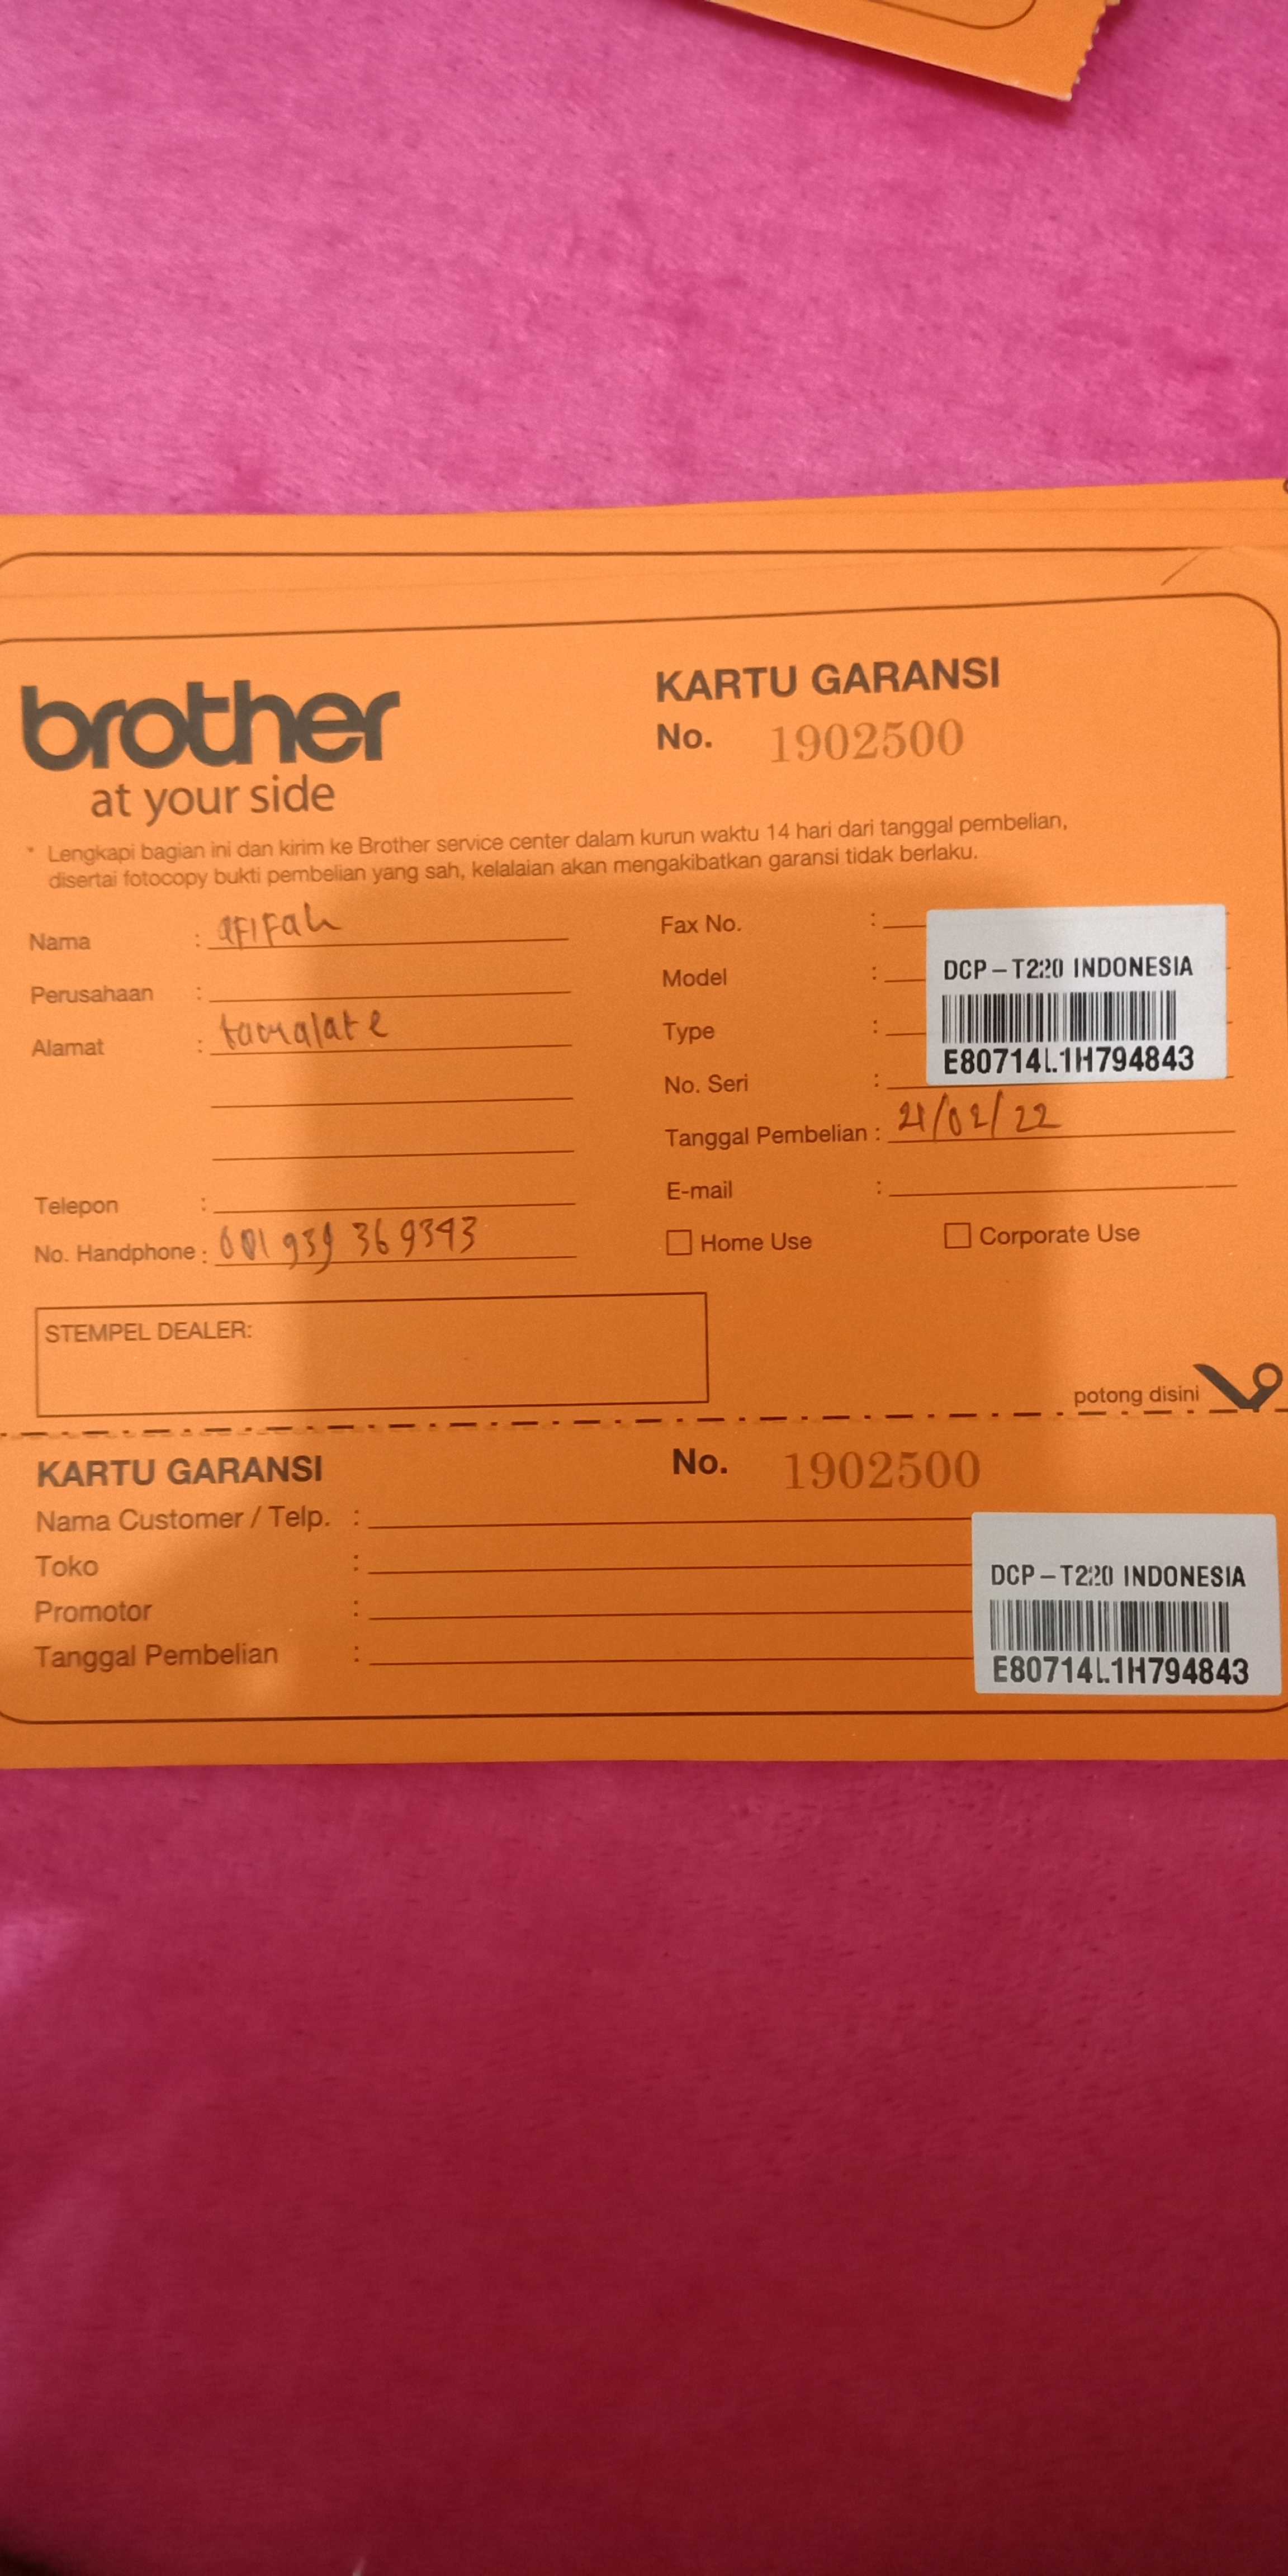 brother
at your side
KARTU GARANSI
No. 1902500
* Lengkapi bagian ini dan kirim ke Brother service center dalam kurun waktu 14 hari dari tanggal pembelian,
disertai fotocopy bukti pembelian yang sah, kelalaian akan mengakibatkan garansi tidak berlaku.
Nama : afifah
Perusahaan :
Alamat : tamalate
Telepon :
No. Handphone :
Fax No. :
Model :
Type :
No. Seri :
DCP-T220 INDONESIA
E80714L1H794843
Tanggal Pembelian : 21/02/22
E-mail :
Home Use
Corporate Use
STEMPEL DEALER:
potong disini
KARTU GARANSI
No. 1902500
Nama Customer / Telp. :
Toko :
Promotor :
Tanggal Pembelian :
DCP-T220 INDONESIA
E80714L1H794843